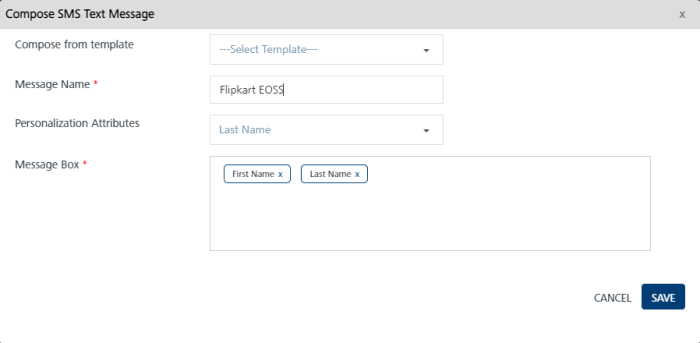 Compose SMS Text Message x
Compose from template ---Select Template---
Message Name * Flipkart EOSS
Personalization Attributes Last Name
Message Box * First Name x Last Name x
CANCEL SAVE